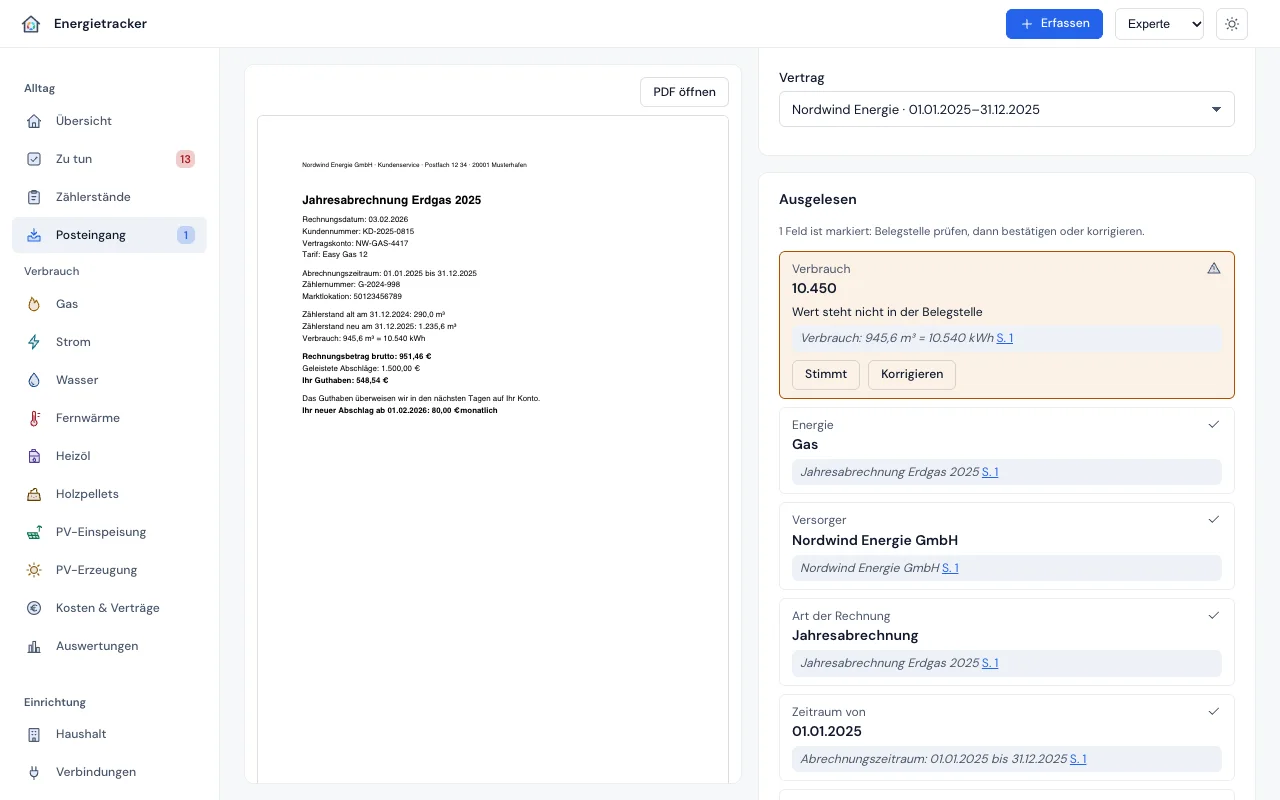 Energietracker
+ Erfassen
Experte
Alltag
Übersicht
Zu tun 13
Zählerstände
Posteingang 1
Verbrauch
Gas
Strom
Wasser
Fernwärme
Heizöl
Holzpellets
PV-Einspeisung
PV-Erzeugung
Kosten & Verträge
Auswertungen
Einrichtung
Haushalt
Verbindungen
PDF öffnen
Nordwind Energie GmbH · Kundenservice · Postfach 12 34 · 20001 Musterhafen
Jahresabrechnung Erdgas 2025
Rechnungsdatum: 03.02.2026
Kundennummer: KD-2025-0815
Vertragskonto: NW-GAS-4417
Tarif: Easy Gas 12
Abrechnungszeitraum: 01.01.2025 bis 31.12.2025
Zählernummer: G-2024-998
Marktlokation: 50123456789
Zählerstand alt am 31.12.2024: 290,0 m³
Zählerstand neu am 31.12.2025: 1.235,6 m³
Verbrauch: 945,6 m³ = 10.540 kWh
Rechnungsbetrag brutto: 951,46 €
Geleistete Abschläge: 1.500,00 €
Ihr Guthaben: 548,54 €
Das Guthaben überweisen wir in den nächsten Tagen auf Ihr Konto.
Ihr neuer Abschlag ab 01.02.2026: 80,00 € monatlich
Vertrag
Nordwind Energie · 01.01.2025–31.12.2025
Ausgelesen
1 Feld ist markiert: Belegstelle prüfen, dann bestätigen oder korrigieren.
Verbrauch
10.450
Wert steht nicht in der Belegstelle
Verbrauch: 945,6 m³ = 10.540 kWh S. 1
Stimmt
Korrigieren
Energie
Gas
Jahresabrechnung Erdgas 2025 S. 1
Versorger
Nordwind Energie GmbH
Nordwind Energie GmbH S. 1
Art der Rechnung
Jahresabrechnung
Jahresabrechnung Erdgas 2025 S. 1
Zeitraum von
01.01.2025
Abrechnungszeitraum: 01.01.2025 bis 31.12.2025 S. 1